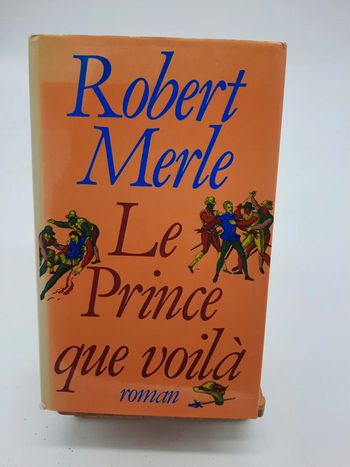 Robert
Merle
Le
Prince
que voilà
roman